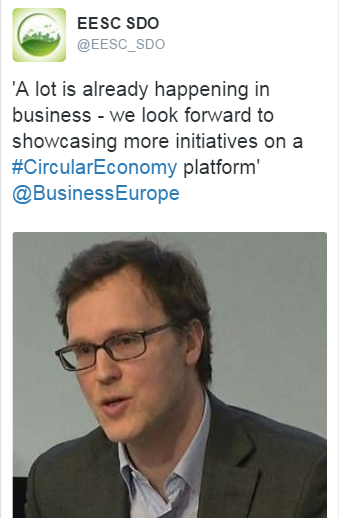 EESC SDO
@EESC_SDO
'A lot is already happening in
business - we look forward to
showcasing more initiatives on a
#CircularEconomy platform'
@BusinessEurope